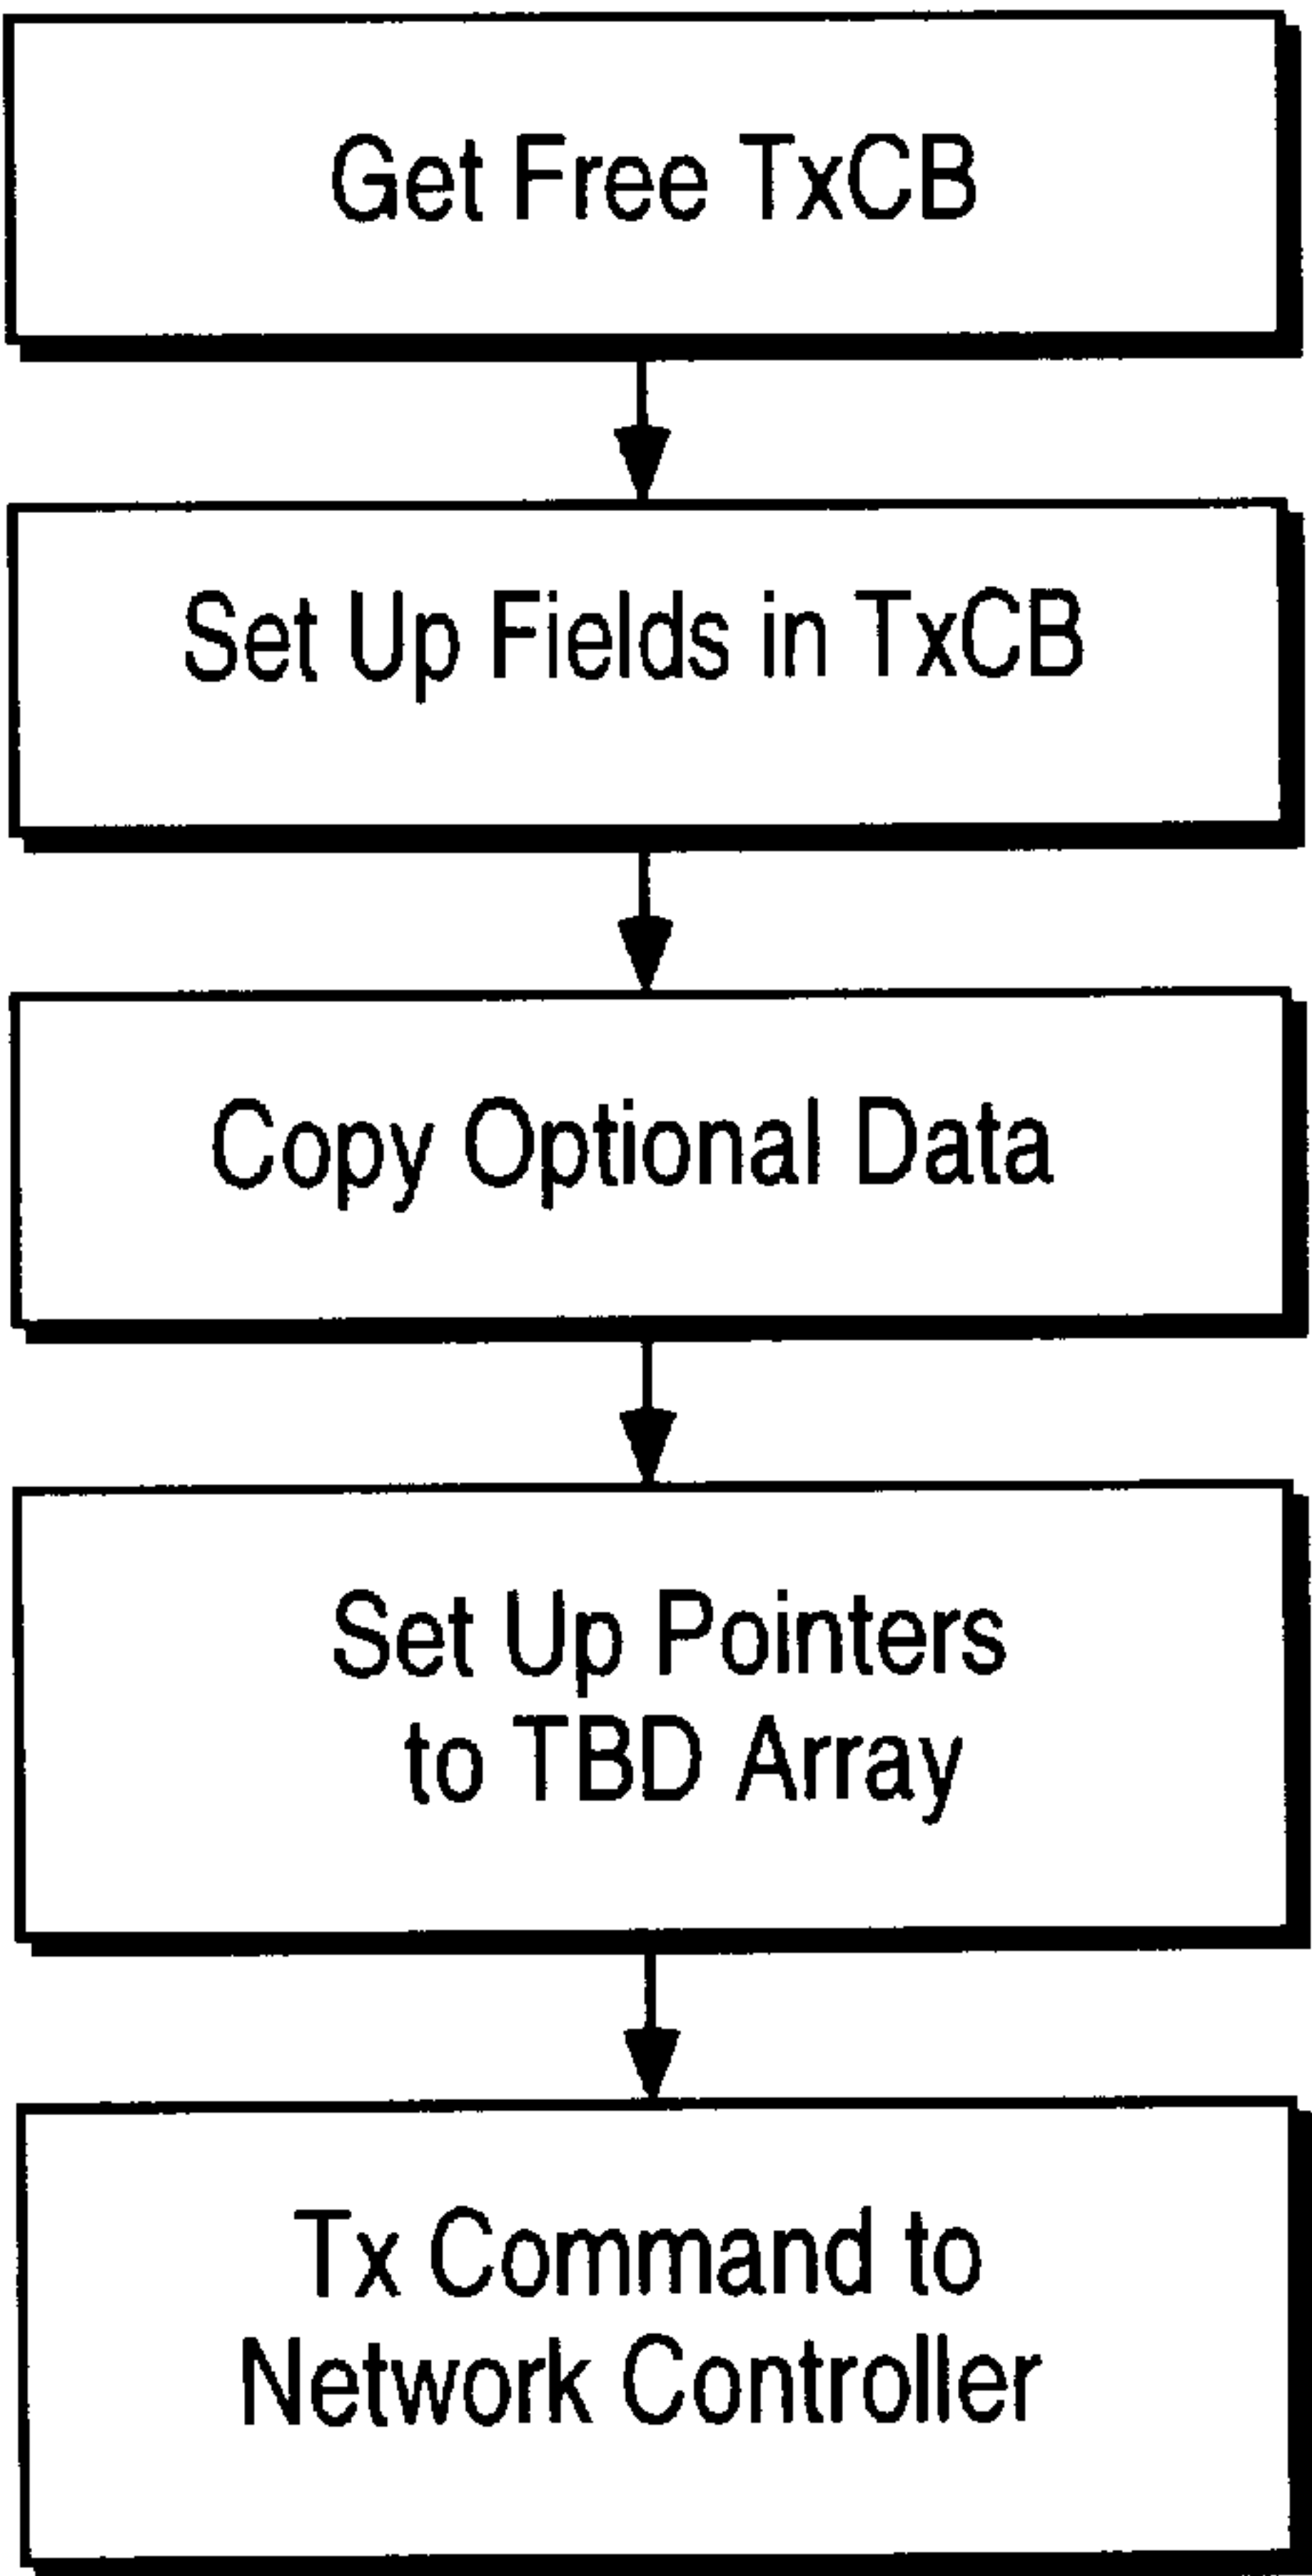 Get Free TxCB
Set Up Fields in TxCB
Copy Optional Data
Set Up Pointers
to TBD Array
Tx Command to
Network Controller